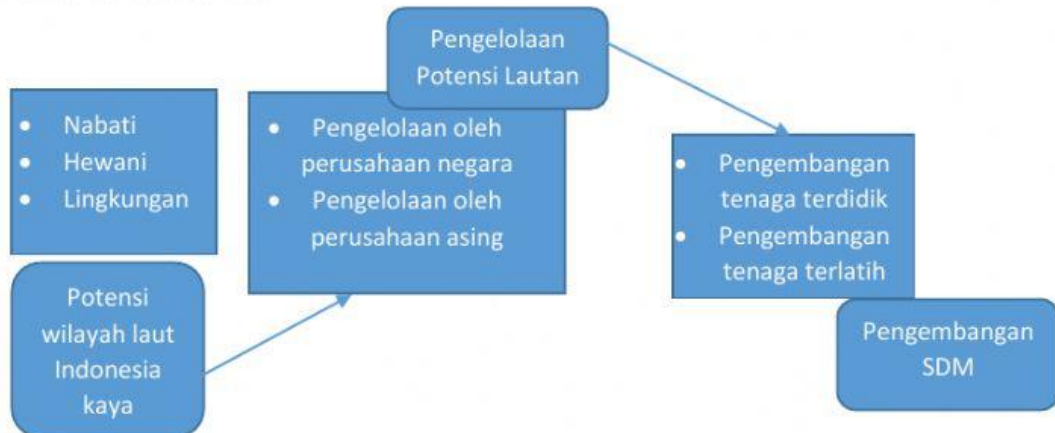 • Nabati
• Hewani
• Lingkungan
Potensi
wilayah laut
Indonesia
kaya
Pengelolaan
Potensi Lautan
• Pengelolaan oleh
perusahaan negara
• Pengelolaan oleh
perusahaan asing
• Pengembangan
tenaga terdidik
• Pengembangan
tenaga terlatih
Pengembangan
SDM